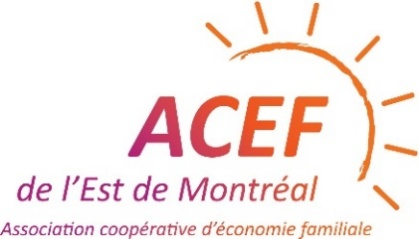 ACEF
de l’Est de Montréal
Association coopérative d’économie familiale